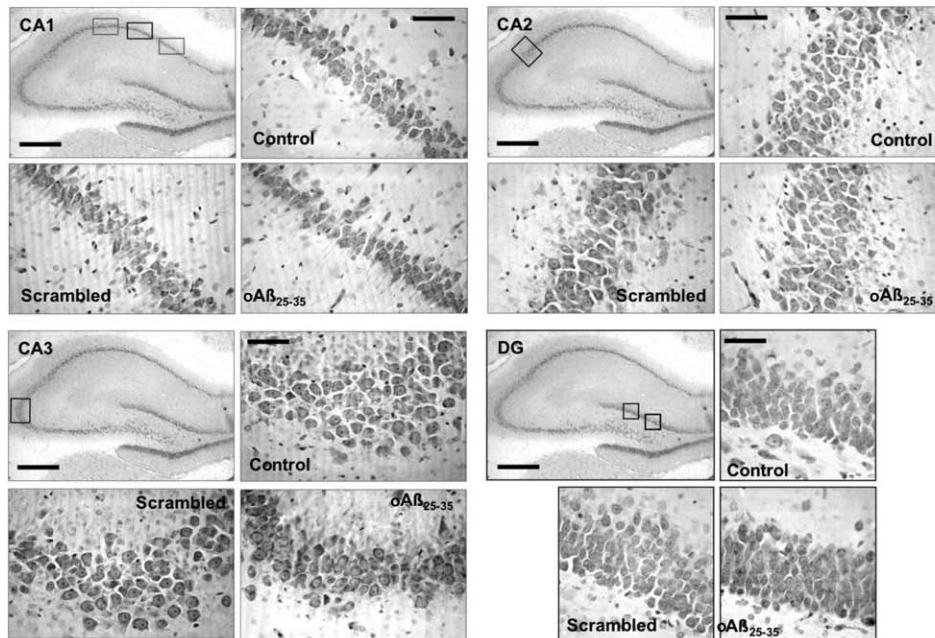 CA1
Control
Scrambled
oAß25-35
CA2
Control
Scrambled
oAß25-35
CA3
Control
Scrambled
oAß25-35
DG
Control
Scrambled
oAß25-35